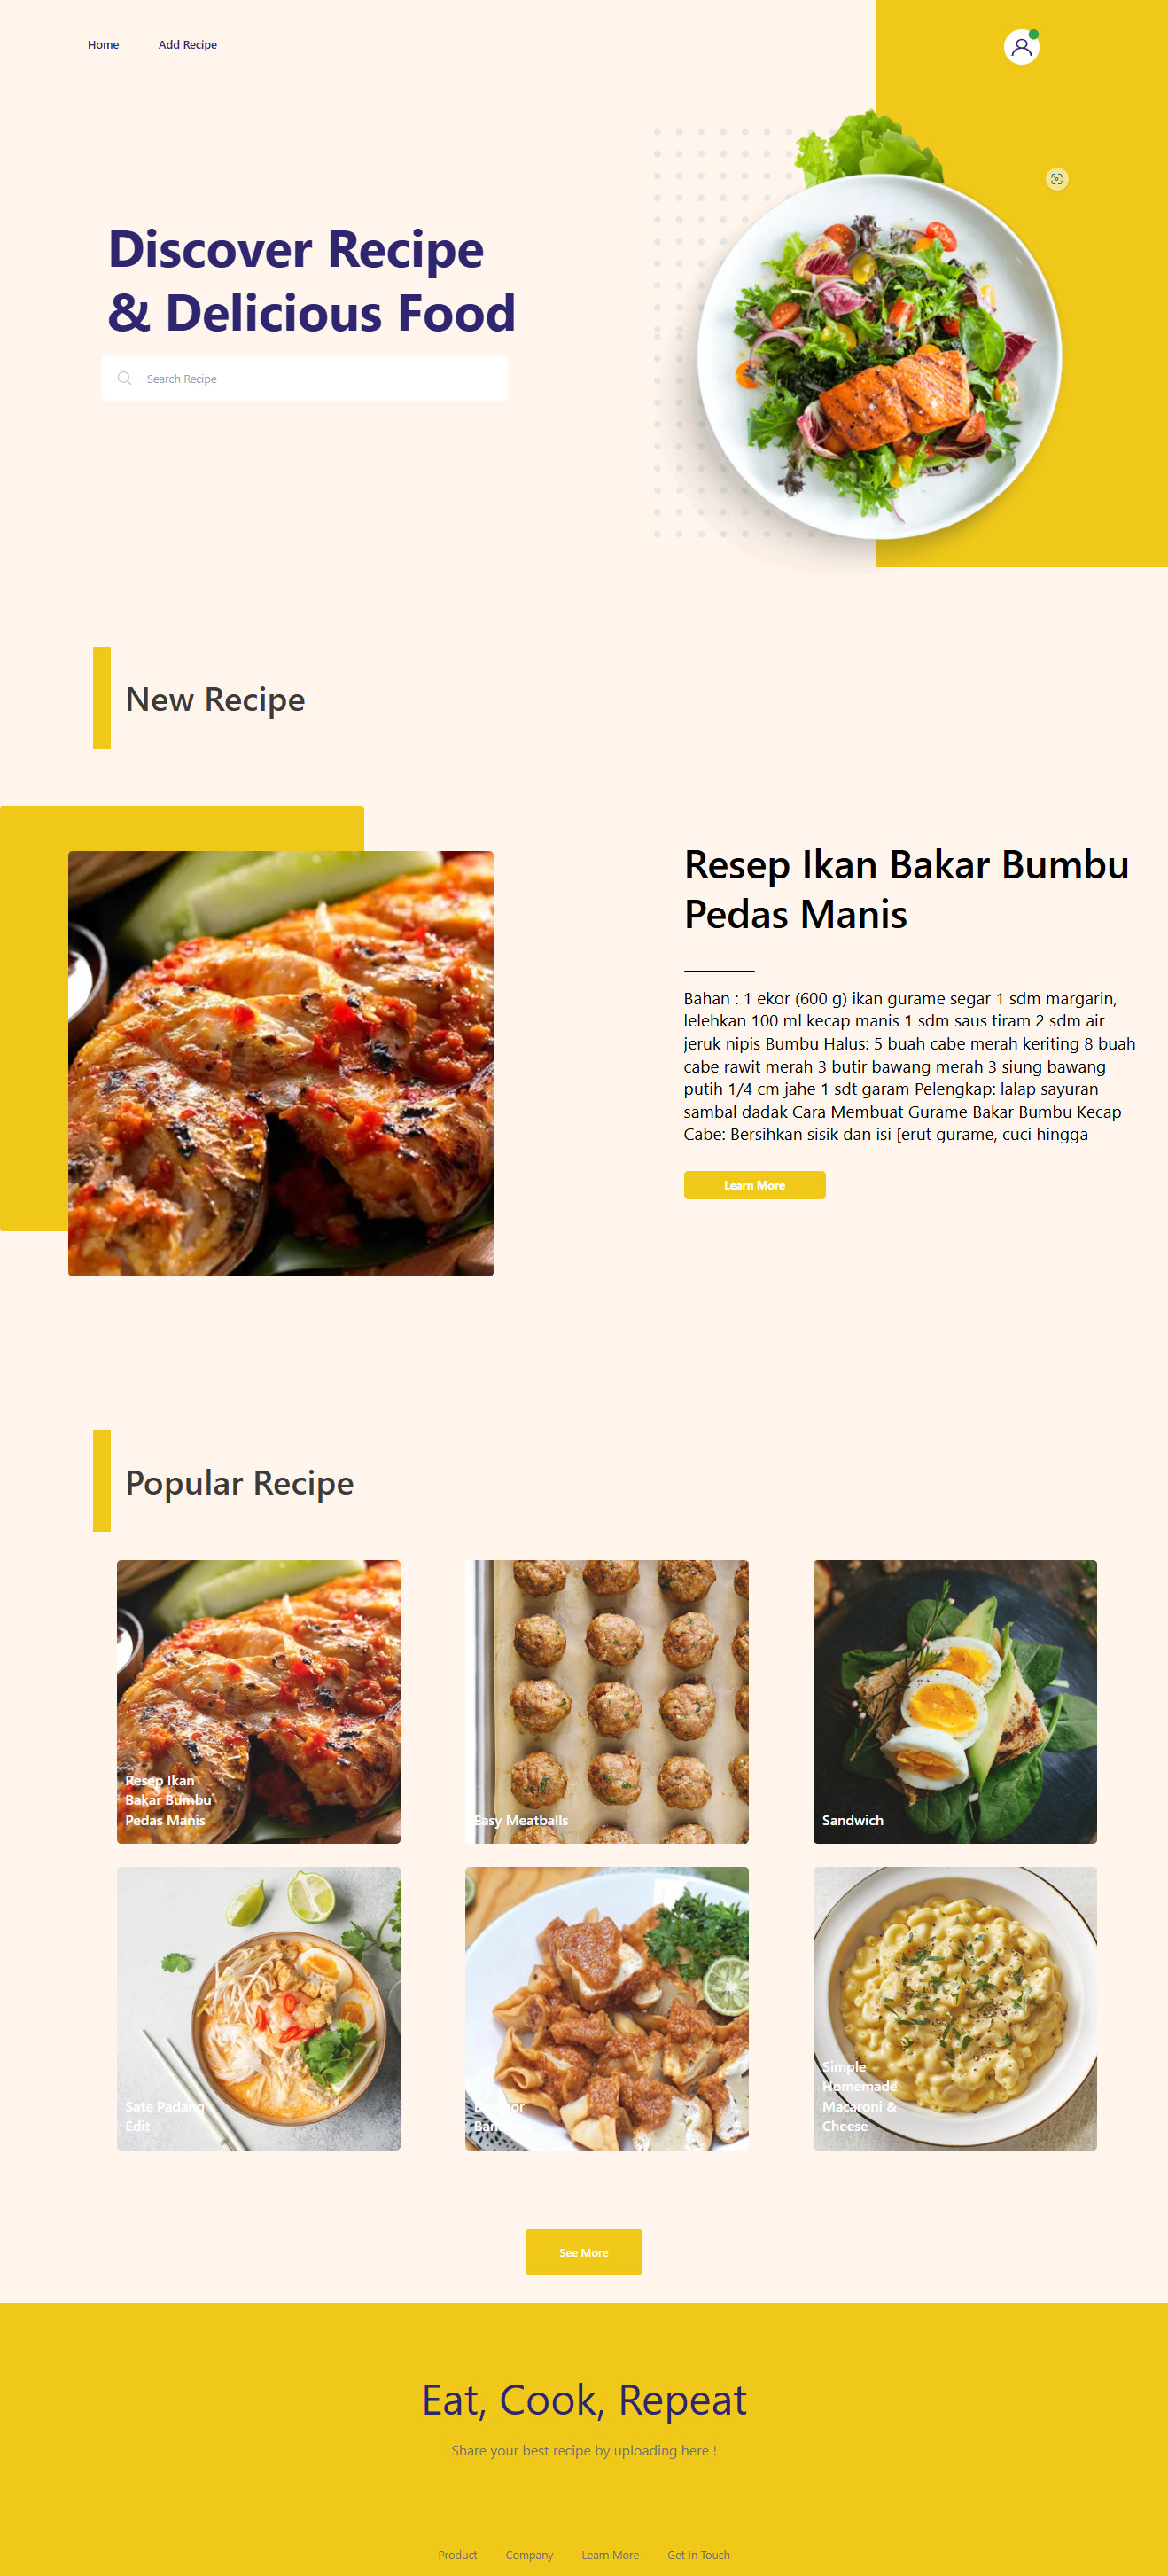 Home
Add Recipe
Discover Recipe
& Delicious Food
Search Recipe
New Recipe
Resep Ikan Bakar Bumbu
Pedas Manis
Bahan : 1 ekor (600 g) ikan gurame segar 1 sdm margarin,
lelehkan 100 ml kecap manis 1 sdm saus tiram 2 sdm air
jeruk nipis Bumbu Halus: 5 buah cabe merah keriting 8 buah
cabe rawit merah 3 butir bawang merah 3 siung bawang
putih 1/4 cm jahe 1 sdt garam Pelengkap: lalap sayuran
sambal dadak Cara Membuat Gurame Bakar Bumbu Kecap
Cabe: Bersihkan sisik dan isi [erut gurame, cuci hingga
Learn More
Popular Recipe
Resep Ikan
Bakar Bumbu
Pedas Manis
Easy Meatballs
Sandwich
Sate Padang
Edit
Simple
Homemade
Macaroni &
Cheese
See More
Eat, Cook, Repeat
Share your best recipe by uploading here !
Product
Company
Learn More
Get In Touch